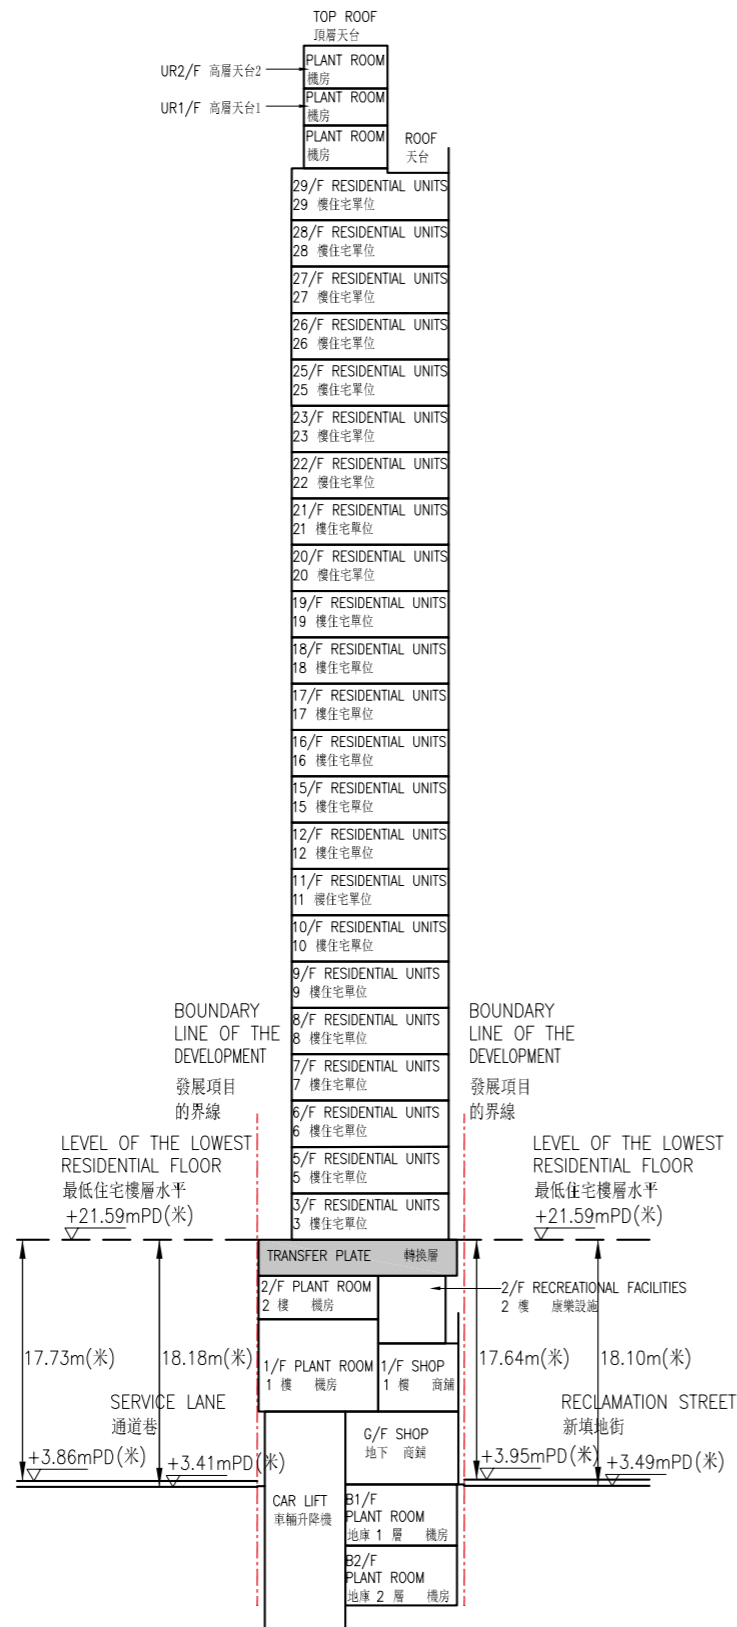 TOP ROOF
頂層天台
PLANT ROOM
機房
UR2/F 高層天台2
PLANT ROOM
機房
UR1/F 高層天台1
PLANT ROOM
機房
ROOF
天台
29/F RESIDENTIAL UNITS
29 樓住宅單位
28/F RESIDENTIAL UNITS
28 樓住宅單位
27/F RESIDENTIAL UNITS
27 樓住宅單位
26/F RESIDENTIAL UNITS
26 樓住宅單位
25/F RESIDENTIAL UNITS
25 樓住宅單位
23/F RESIDENTIAL UNITS
23 樓住宅單位
22/F RESIDENTIAL UNITS
22 樓住宅單位
21/F RESIDENTIAL UNITS
21 樓住宅單位
20/F RESIDENTIAL UNITS
20 樓住宅單位
19/F RESIDENTIAL UNITS
19 樓住宅單位
18/F RESIDENTIAL UNITS
18 樓住宅單位
17/F RESIDENTIAL UNITS
17 樓住宅單位
16/F RESIDENTIAL UNITS
16 樓住宅單位
15/F RESIDENTIAL UNITS
15 樓住宅單位
12/F RESIDENTIAL UNITS
12 樓住宅單位
11/F RESIDENTIAL UNITS
11 樓住宅單位
10/F RESIDENTIAL UNITS
10 樓住宅單位
9/F RESIDENTIAL UNITS
9 樓住宅單位
8/F RESIDENTIAL UNITS
8 樓住宅單位
7/F RESIDENTIAL UNITS
7 樓住宅單位
6/F RESIDENTIAL UNITS
6 樓住宅單位
5/F RESIDENTIAL UNITS
5 樓住宅單位
3/F RESIDENTIAL UNITS
3 樓住宅單位
BOUNDARY
LINE OF THE
DEVELOPMENT
發展項目
的界線
BOUNDARY
LINE OF THE
DEVELOPMENT
發展項目
的界線
LEVEL OF THE LOWEST
RESIDENTIAL FLOOR
最低住宅樓層水平
+21.59mPD(米)
LEVEL OF THE LOWEST
RESIDENTIAL FLOOR
最低住宅樓層水平
+21.59mPD(米)
TRANSFER PLATE 轉換層
2/F PLANT ROOM
2 樓 機房
2/F RECREATIONAL FACILITIES
2 樓 康樂設施
17.73m(米)
18.18m(米)
1/F PLANT ROOM
1 樓 機房
1/F SHOP
1 樓 商鋪
17.64m(米)
18.10m(米)
SERVICE LANE
通道巷
RECLAMATION STREET
新填地街
G/F SHOP
地下 商鋪
+3.86mPD(米)
+3.41mPD(米)
+3.95mPD(米)
+3.49mPD(米)
CAR LIFT
車輛升降機
B1/F
PLANT ROOM
地庫 1 層 機房
B2/F
PLANT ROOM
地庫 2 層 機房